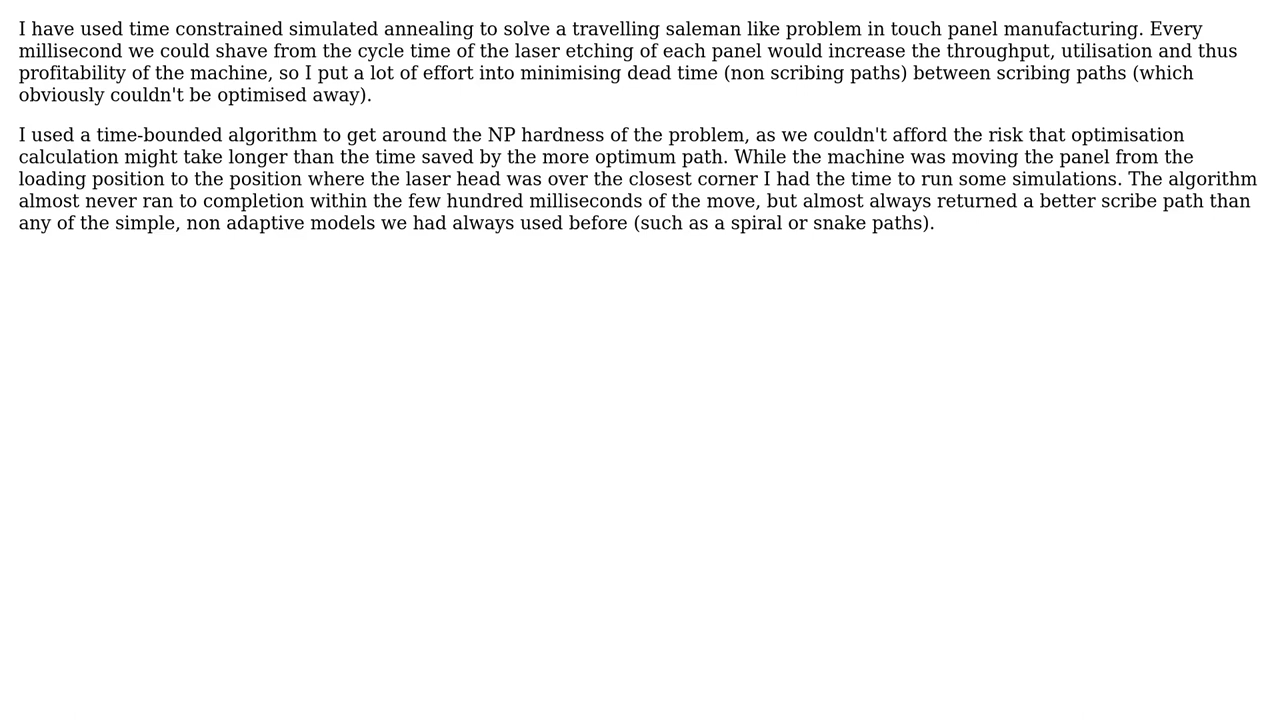 I have used time constrained simulated annealing to solve a travelling saleman like problem in touch panel manufacturing. Every
millisecond we could shave from the cycle time of the laser etching of each panel would increase the throughput, utilisation and thus
profitability of the machine, so I put a lot of effort into minimising dead time (non scribing paths) between scribing paths (which
obviously couldn't be optimised away).
I used a time-bounded algorithm to get around the NP hardness of the problem, as we couldn't afford the risk that optimisation
calculation might take longer than the time saved by the more optimum path. While the machine was moving the panel from the
loading position to the position where the laser head was over the closest corner I had the time to run some simulations. The algorithm
almost never ran to completion within the few hundred milliseconds of the move, but almost always returned a better scribe path than
any of the simple, non adaptive models we had always used before (such as a spiral or snake paths).